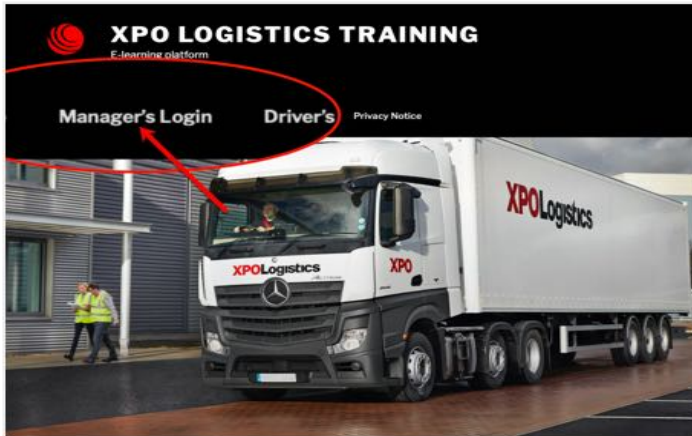 XPO LOGISTICS TRAINING
E-learning platform
Manager's Login Driver's Privacy Notice
XPOLogistics
XPOLogistics
XPO